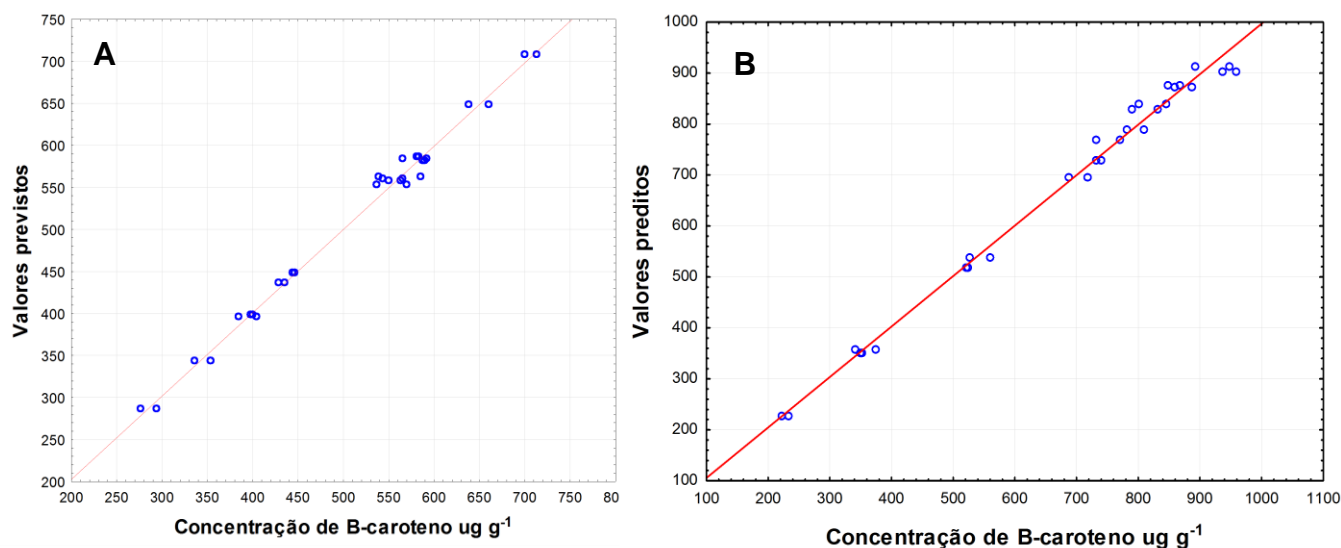 A
Valores previstos
750
700
650
600
550
500
450
400
350
300
250
200
200 250 300 350 400 450 500 550 600 650 700 750 80
Concentração de B-caroteno ug g-1
B
Valores preditos
1000
900
800
700
600
500
400
300
200
100
100 200 300 400 500 600 700 800 900 1000 1100
Concentração de B-caroteno ug g-1